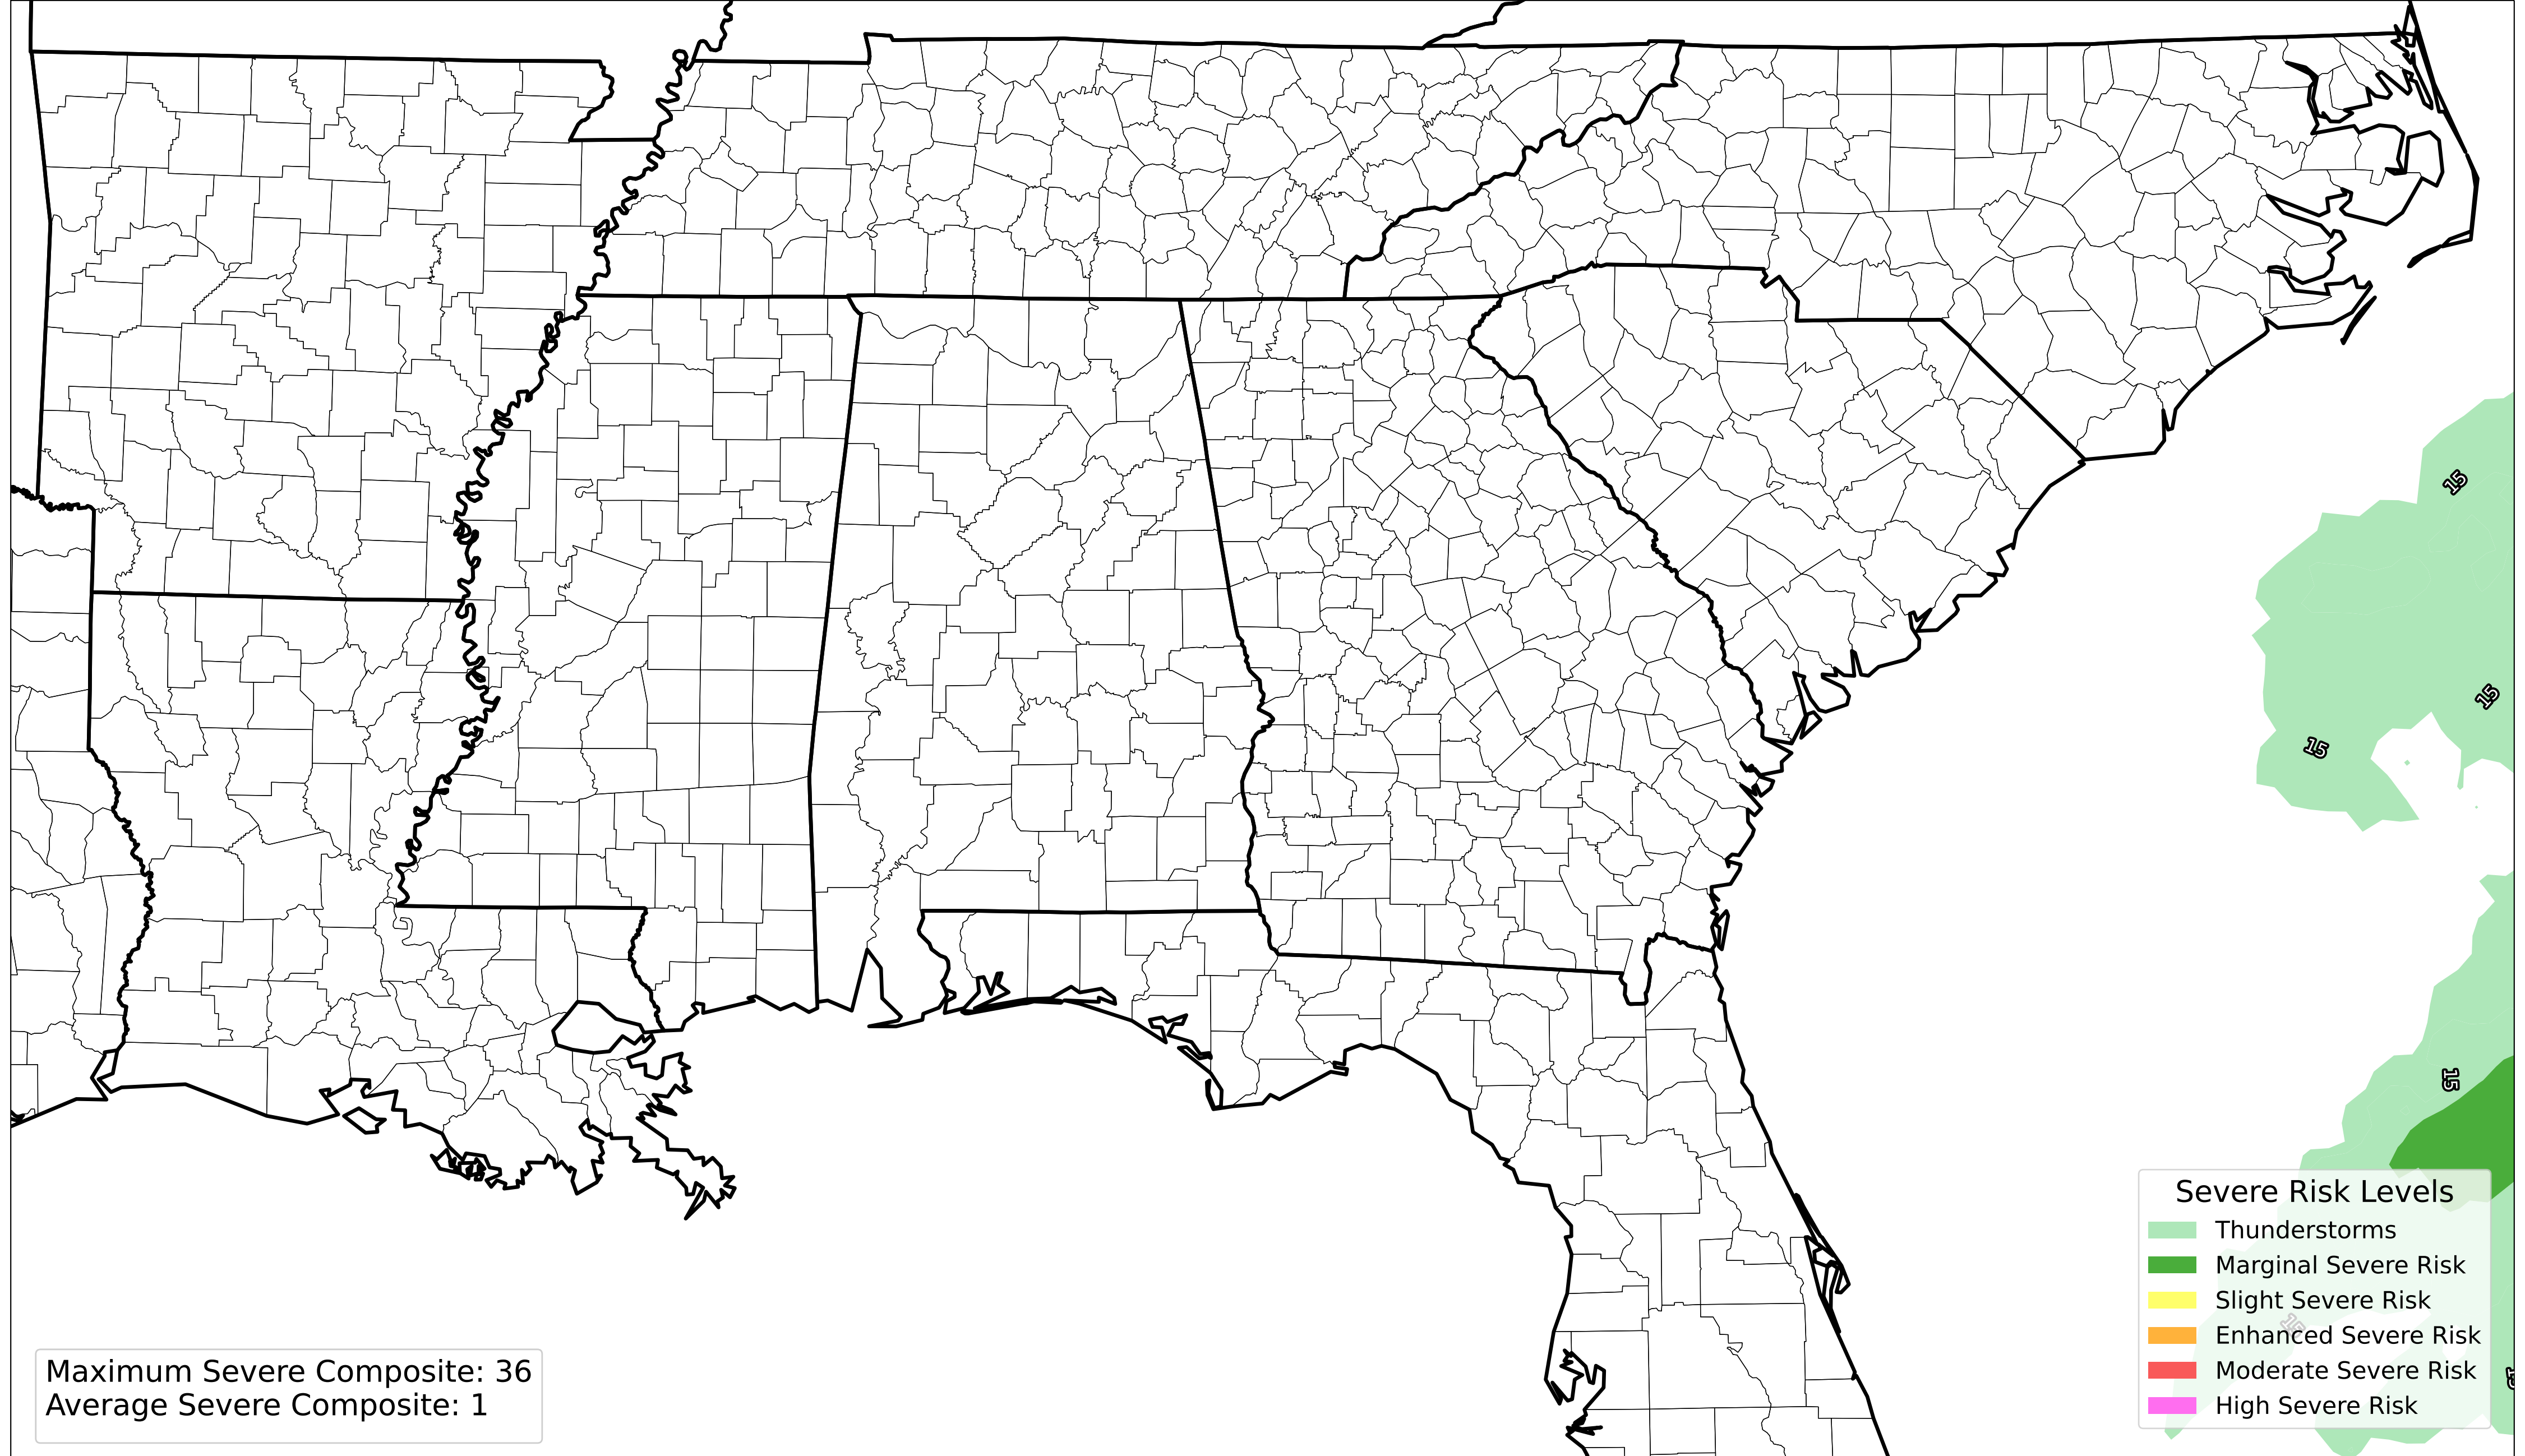 15
15
15
15
Severe Risk Levels
Thunderstorms
Marginal Severe Risk
Slight Severe Risk
15
Enhanced Severe Risk
Moderate Severe Risk
High Severe Risk
Maximum Severe Composite: 36
Average Severe Composite: 1